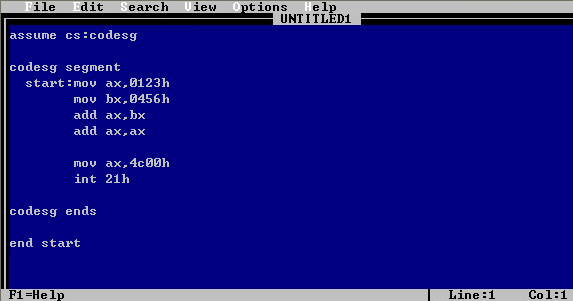 File Edit Search View Options Help
UNTITLED1
assume cs:codesg
codesg segment
start:mov ax,0123h
mov bx,0456h
add ax,bx
add ax,ax
mov ax,4c00h
int 21h
codesg ends
end start
F1=Help Line:1 Col:1